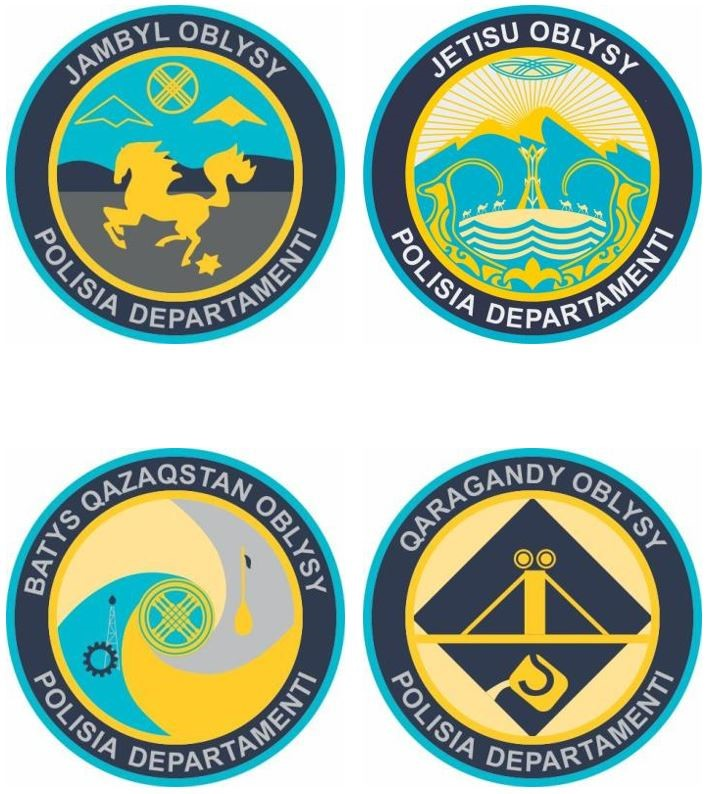 JAMBYL OBLYSY
POLISIA DEPARTAMENTI
JETISU OBLYSY
POLISIA DEPARTAMENTI
BATYS QAZAQSTAN OBLYSY
POLISIA DEPARTAMENTI
QARAGANDY OBLYSY
POLISIA DEPARTAMENTI